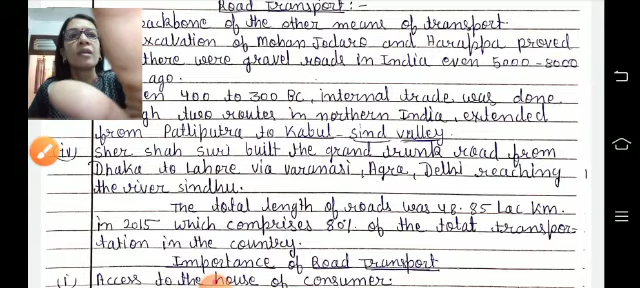 Road Transport:-
backbone of the other means of transport.
excavation of Mohan Jodaro and Harappa proved
there were gravel roads in India even 5000-8000
ago.
en 400 to 300 BC, internal trade was done
gh two routes in northern India, extended
from Patliputra to Kabul-sind valley.
(iv) Sher shah suri built the grand trunk road from
Dhaka to Lahore via varanasi, Agra, Delhi reaching
the river sindhu.
The total length of roads was 48.85 Lac Km.
in 2015 which comprises 80% of the total transpor-
tation in the country.
Importance of Road Transport
(i) Access to the house of consumer.